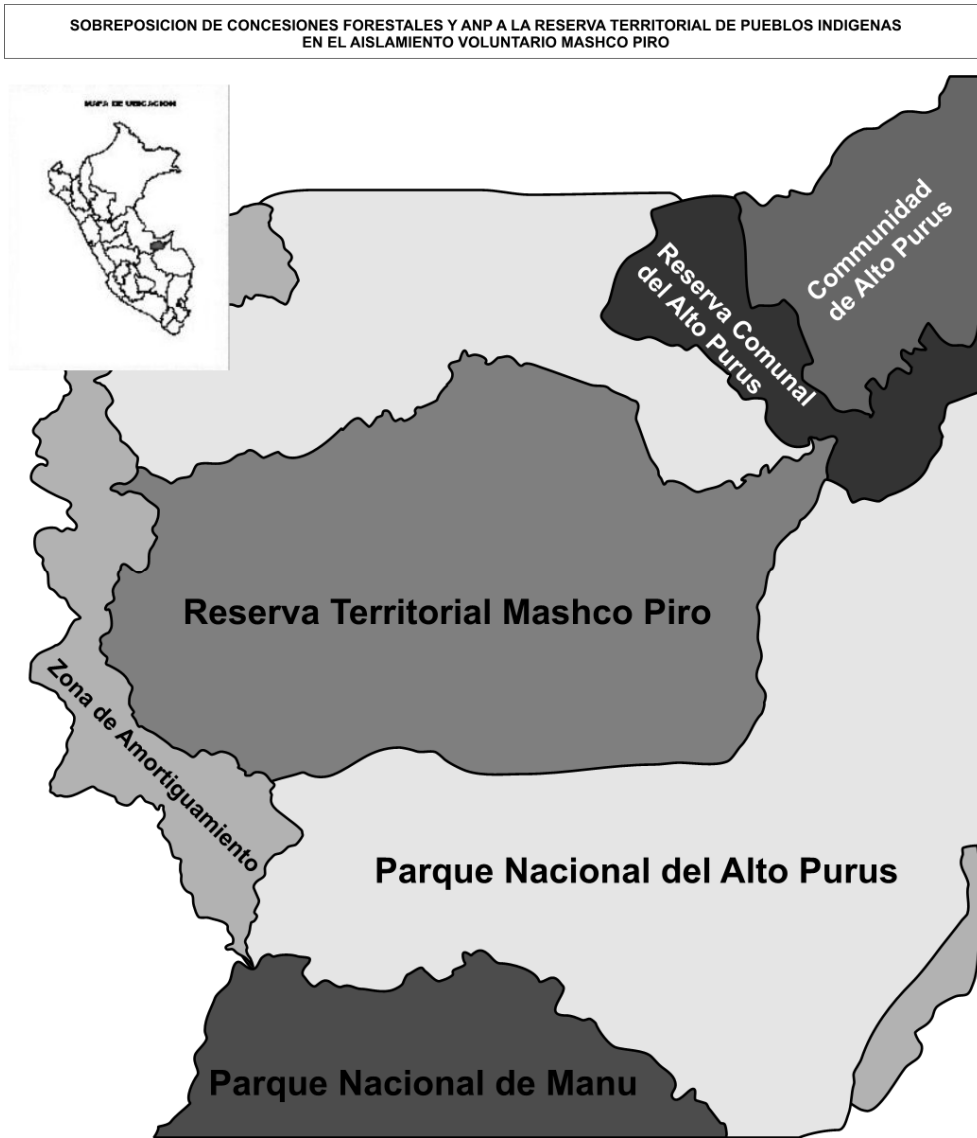 SOBREPOSICION DE CONCESIONES FORESTALES Y ANP A LA RESERVA TERRITORIAL DE PUEBLOS INDIGENAS
EN EL AISLAMIENTO VOLUNTARIO MASHCO PIRO
MAPA DE UBICACION
Communidad
de Alto Purus
Reserva Comunal
del Alto Purus
Reserva Territorial Mashco Piro
Zona de Amortiguamiento
Parque Nacional del Alto Purus
Parque Nacional de Manu